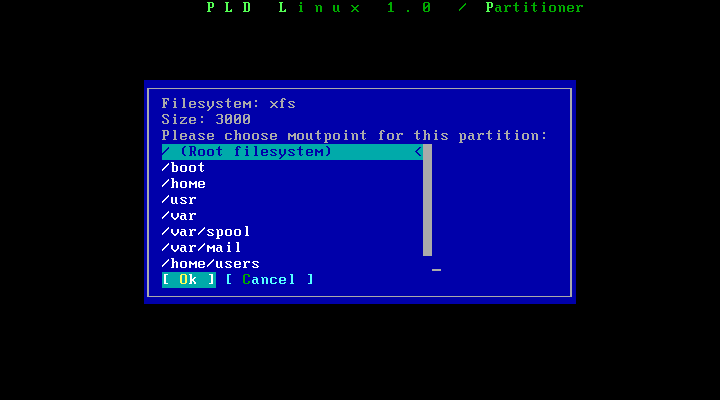 P L D  L i n u x  1 . 0  /  Partitioner
Filesystem: xfs
Size: 3000
Please choose moutpoint for this partition:
/ (Root filesystem) <
/boot
/home
/usr
/var
/var/spool
/var/mail
/home/users
[ Ok ] [ Cancel ]